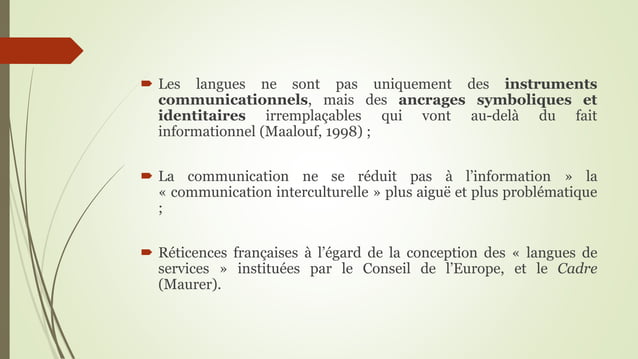 Les langues ne sont pas uniquement des instruments
communicationnels, mais des ancrages symboliques et
identitaires irremplaçables qui vont au-delà du fait
informationnel (Maalouf, 1998) ;
La communication ne se réduit pas à l’information » la
« communication interculturelle » plus aiguë et plus problématique
;
Réticences françaises à l’égard de la conception des « langues de
services » instituées par le Conseil de l’Europe, et le Cadre
(Maurer).